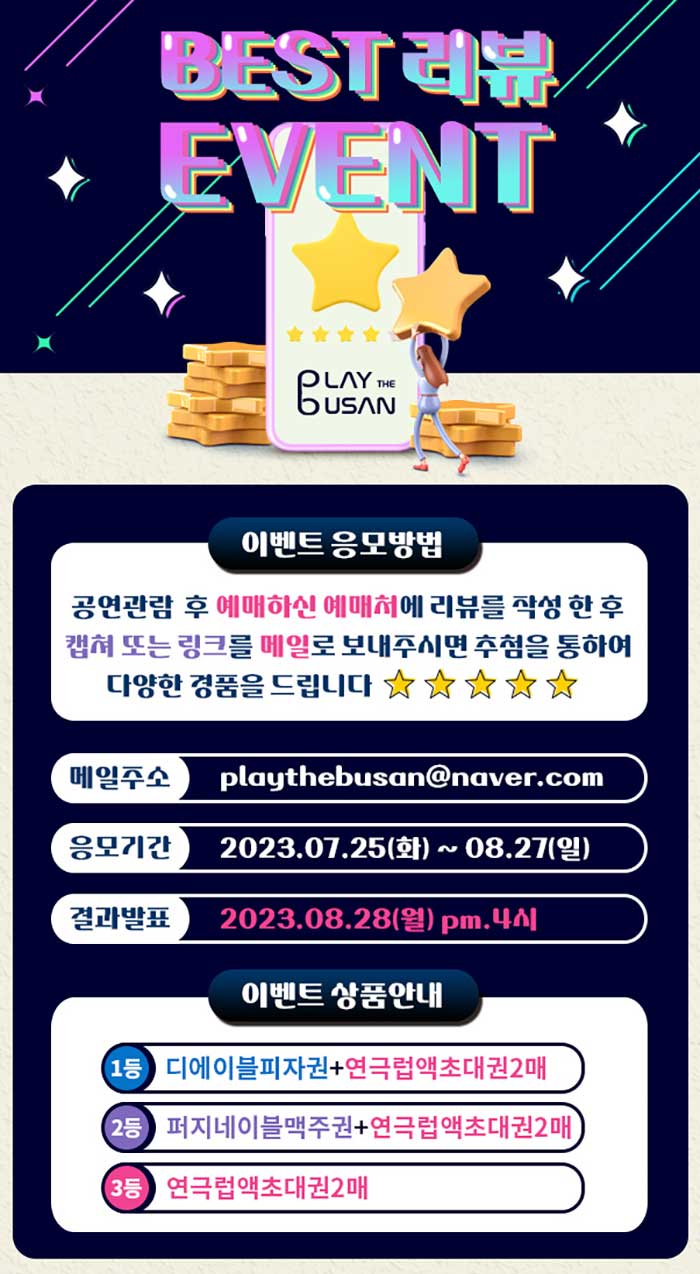 BEST 리뷰
EVENT
PLAY THE
BUSAN
이벤트 응모방법
공연관람 후 예매하신 예매처에 리뷰를 작성 한 후
캡쳐 또는 링크를 메일로 보내주시면 추첨을 통하여
다양한 경품을 드립니다
메일주소 playthebusan@naver.com
응모기간 2023.07.25(화) ~ 08.27(일)
결과발표 2023.08.28(월) pm.4시
이벤트 상품안내
1등 디에이블피자권+연극럽액초대권2매
2등 퍼지네이블맥주권+연극럽액초대권2매
3등 연극럽액초대권2매